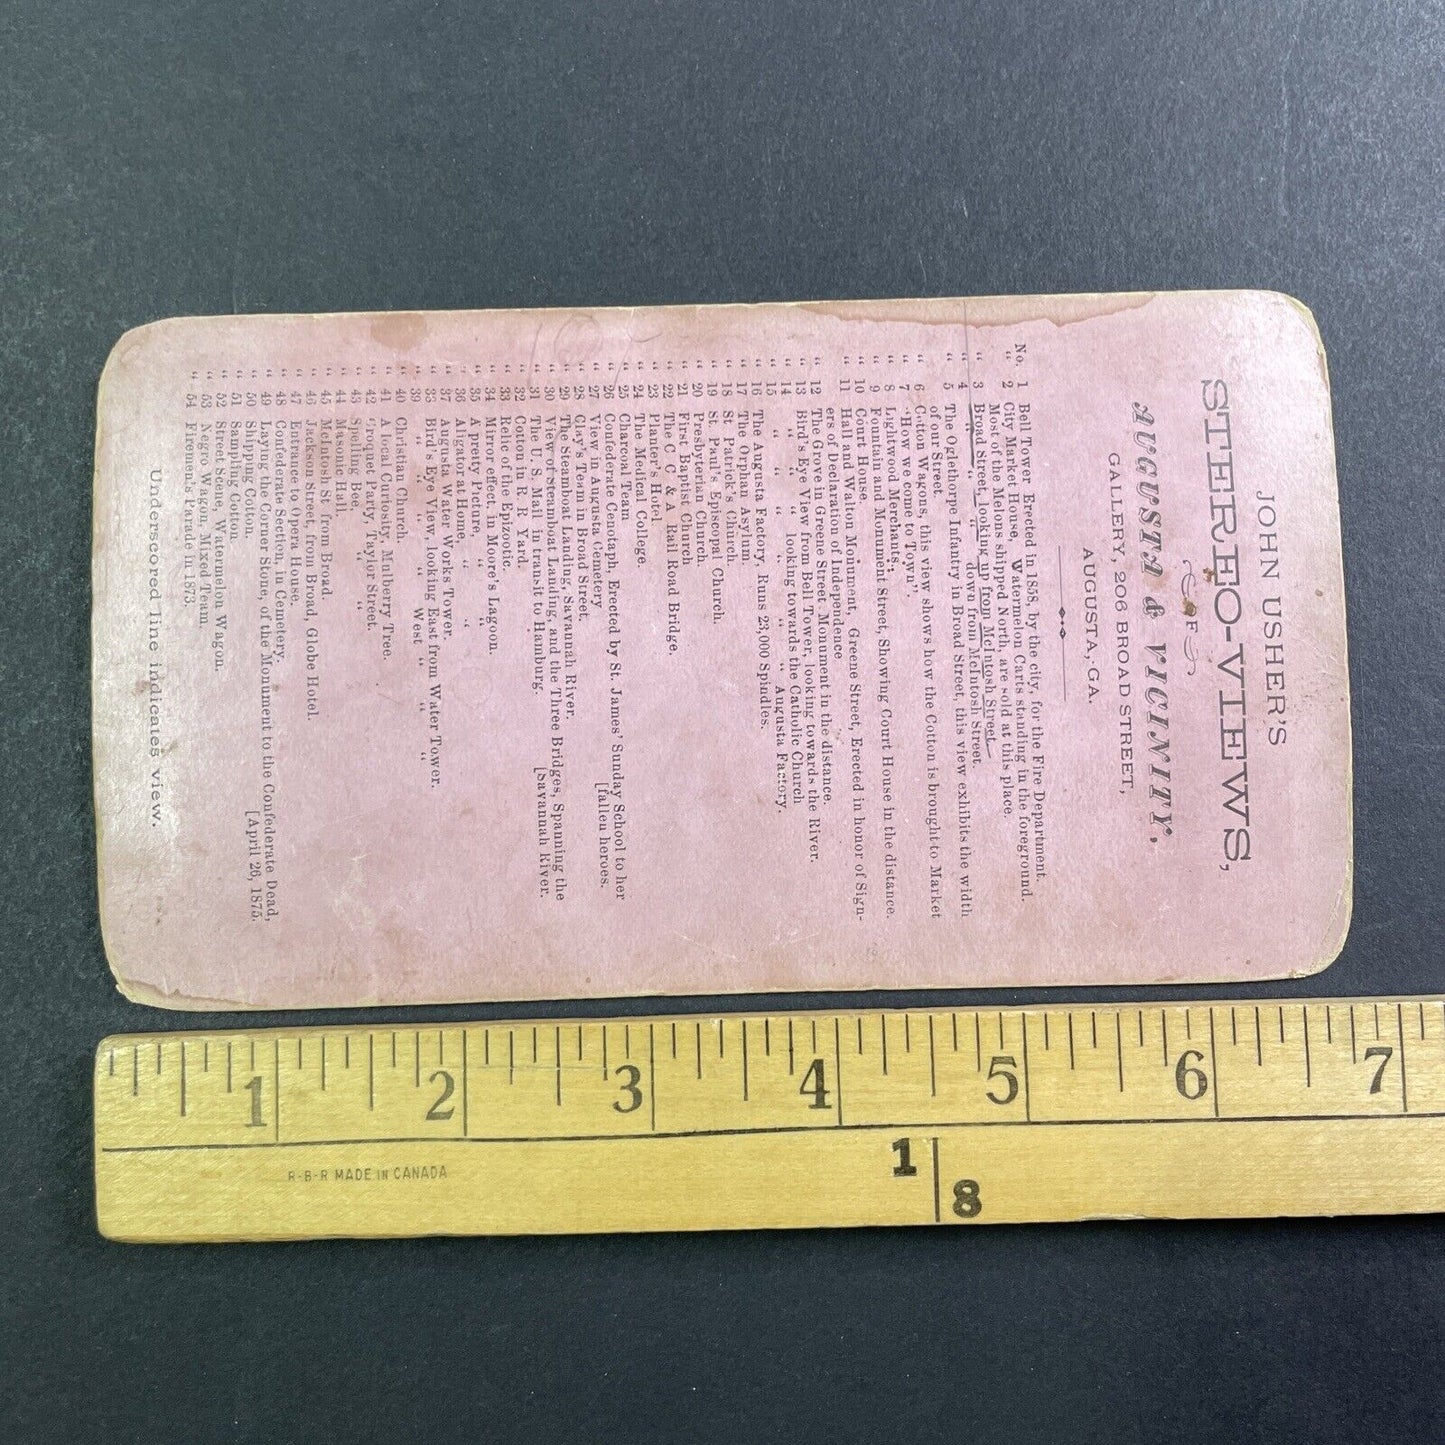 JOHN USHER'S
STEREO-VIEWS,
OF
AUGUSTA & VICINITY,
GALLERY, 206 BROAD STREET,
AUGUSTA, GA.
No. 1 Bell Tower Erected in 1858, by the city, for the Fire Department.
“ 2 City Market House, Watermelon Carts standing in the foreground.
Most of the Melons shipped North, are sold at this place.
“ 3 Broad Street, looking up from McIntosh Street.
“ 4 “ “ “ down from McIntosh Street.
“ 5 The Oglethorpe Infantry in Broad Street, this view exhibits the width
of our Street.
“ 6 Cotton Wagons, this view shows how the Cotton is brought to Market
“ 7 “How we come to Town”.
“ 8 Lightwood Merchants.
“ 9 Fountain and Monument Street, Showing Court House in the distance.
“ 10 Court House.
“ 11 Hall and Walton Monument, Greene Street, Erected in honor of Sign-
ers of Declaration of Independence
“ 12 The Grove in Greene Street Monument in the distance.
“ 13 Bird's Eye View from Bell Tower, looking towards the River.
“ 14 “ “ “ looking towards the Catholic Church
“ 15 “ “ “ “ “ Augusta Factory.
“ 16 The Augusta Factory, Runs 23,000 Spindles.
“ 17 The Orphan Asylum.
“ 18 St Patrick's Church.
“ 19 St. Paul's Episcopal Church.
“ 20 Presbyterian Church.
“ 21 First Baptist Church.
“ 22 The C C & A Rail Road Bridge.
“ 23 Planter's Hotel.
“ 24 The Medical College.
“ 25 Charcoal Team
“ 26 Confederate Cenotaph, Erected by St. James' Sunday School to her
[fallen heroes.
“ 27 View in Augusta Cemetery
“ 28 Clay's Team in Broad Street.
“ 29 The Steamboat Landing, Savannah River.
“ 30 View of Steamboat Landing, and the Three Bridges, Spanning the
[Savannah River.
“ 31 The U. S. Mail in transit to Hamburg.
“ 32 Cotton in R. R. Yard.
“ 33 Relic of the Epizootic.
“ 34 Mirror effect, in Moore's Lagoon.
“ 35 A pretty Picture, “ “
“ 36 Aligator at Home, “ “
“ 37 Augusta Water Works Tower.
“ 38 Bird's Eye View, looking East from Water Tower.
“ 39 “ “ “ West “ “ “
“ 40 Christian Church.
“ 41 A local Curiosity, Mulberry Tree.
“ 42 Croquet Party, Taylor Street.
“ 43 Spelling Bee. “ “
“ 44 Masonic Hall.
“ 45 McIntosh St from Broad.
“ 46 Jackson Street, from Broad, Globe Hotel.
“ 47 Entrance to Opera House.
“ 48 Confederate Section, in Cemetery.
“ 49 Laying the Corner Stone, of the Monument to the Confederate Dead,
[April 26, 1875.
“ 50 Shipping Cotton.
“ 51 Sampling Cotton.
“ 52 Street Scene, Watermelon Wagon.
“ 53 Negro Wagon, Mixed Team.
“ 54 Firemen's Parade in 1873.
Underscored line indicates view.
1 2 3 4 5 6 7
1
8
R-B-R MADE IN CANADA